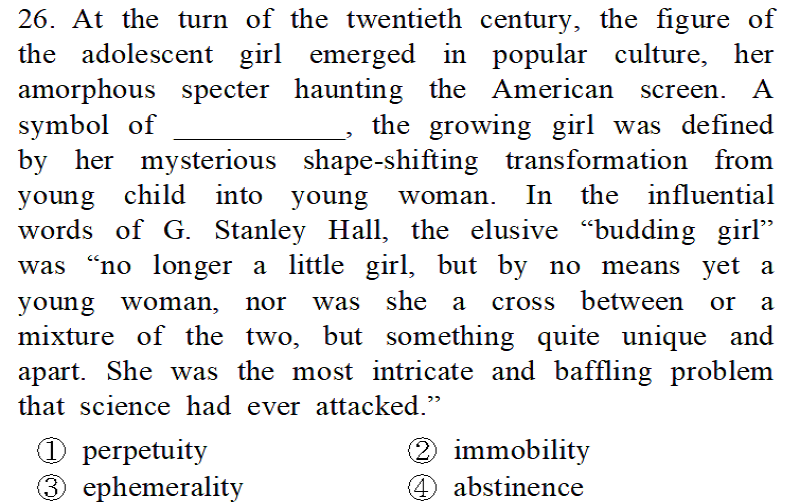 26. At the turn of the twentieth century, the figure of
the adolescent girl emerged in popular culture, her
amorphous specter haunting the American screen. A
symbol of ____________, the growing girl was defined
by her mysterious shape-shifting transformation from
young child into young woman. In the influential
words of G. Stanley Hall, the elusive “budding girl”
was “no longer a little girl, but by no means yet a
young woman, nor was she a cross between or a
mixture of the two, but something quite unique and
apart. She was the most intricate and baffling problem
that science had ever attacked.”
① perpetuity ② immobility
③ ephemerality ④ abstinence